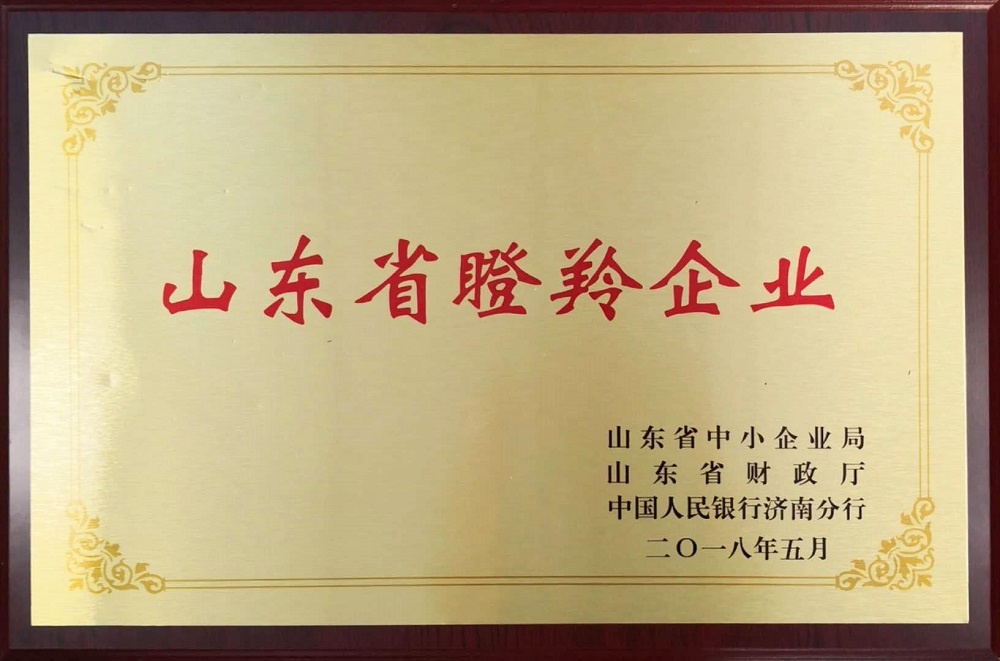 山东省瞪羚企业
山东省中小企业局
山东省财政厅
中国人民银行济南分行
二〇一八年五月